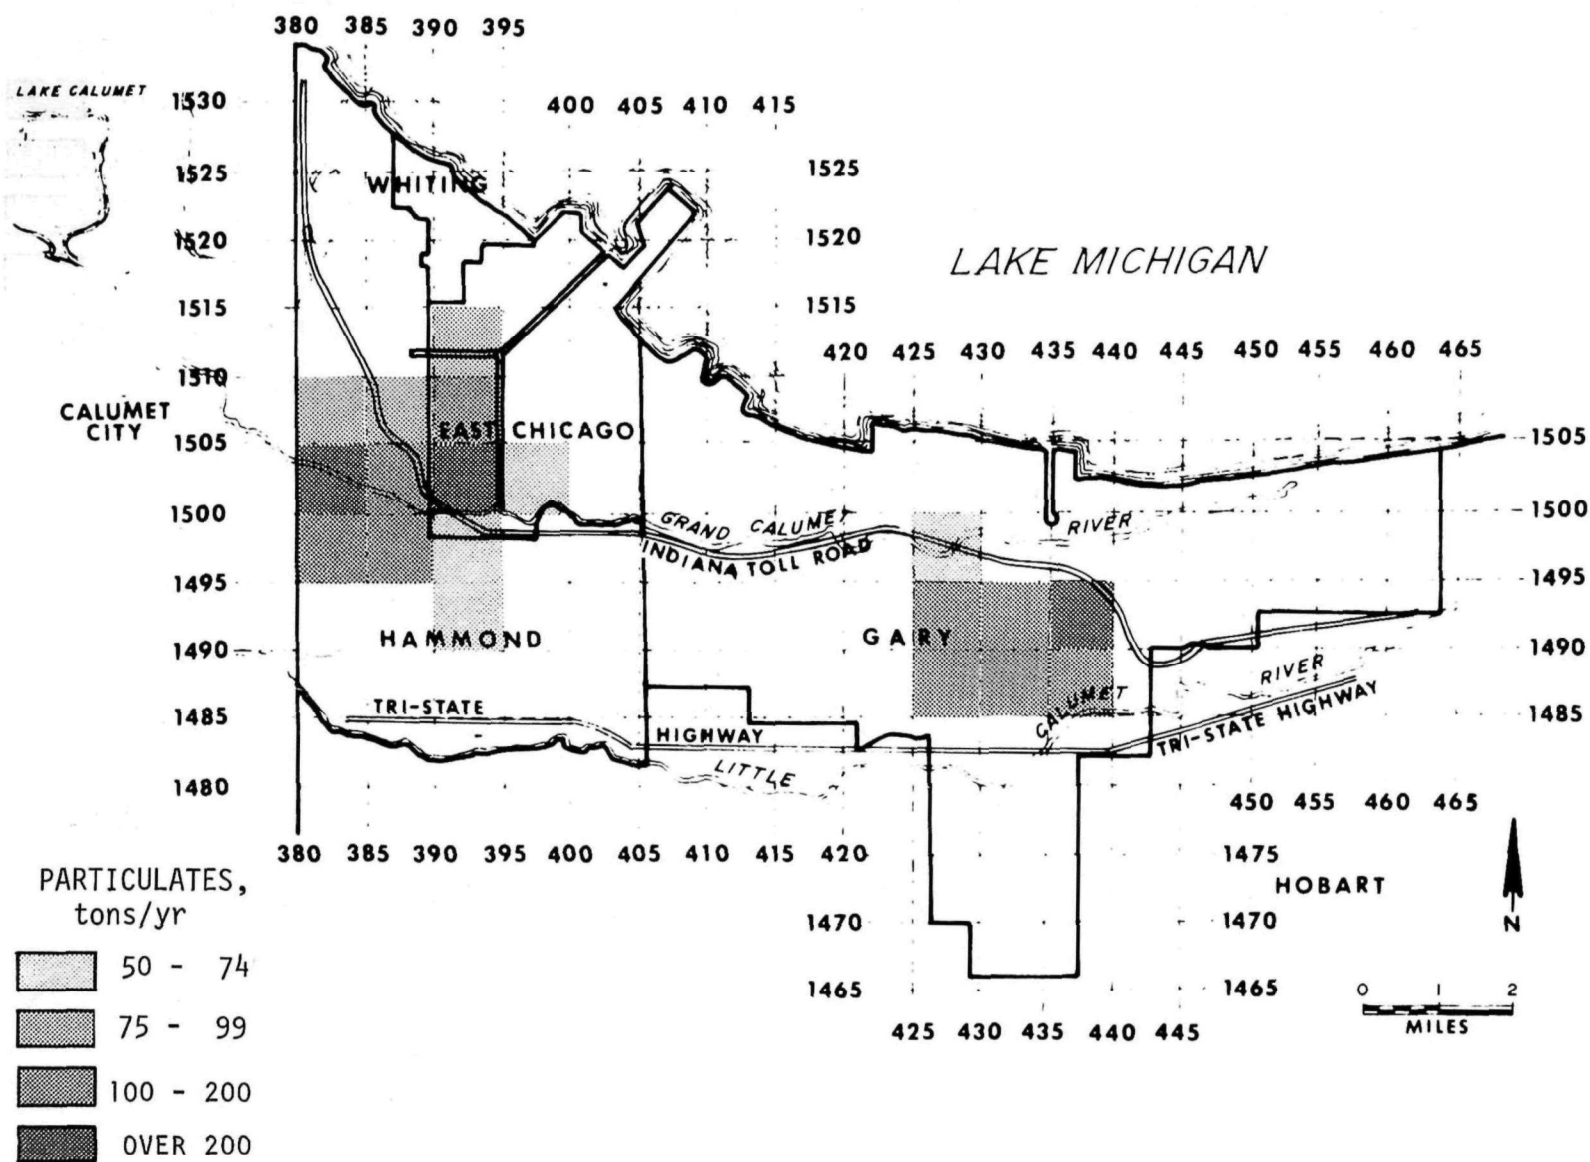 380 385 390 395
LAKE CALUMET
1530
400 405 410 415
1525
WHITING
1525
1520
1520
LAKE MICHIGAN
1515
1515
420 425 430 435 440 445 450 455 460 465
1510
CALUMET
CITY
1505
EAST CHICAGO
1505
1500
GRAND CALUMET
RIVER
1500
INDIANA TOLL ROAD
1495
1495
HAMMOND
GARY
1490
1490
RIVER
CALUMET
TRI-STATE
1485
1485
HIGHWAY
TRI-STATE HIGHWAY
LITTLE
1480
450 455 460 465
380 385 390 395 400 405 410 415 420
1475
HOBART
PARTICULATES,
tons/yr
1470
1470
N
50 - 74
1465
1465
0 1 2
MILES
75 - 99
425 430 435 440 445
100 - 200
OVER 200